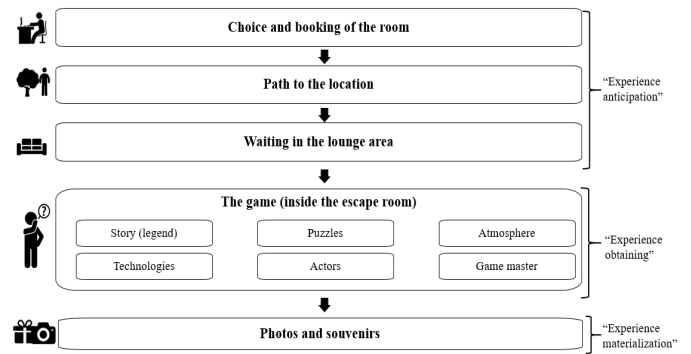 Choice and booking of the room
Path to the location
"Experience
anticipation"
Waiting in the lounge area
?
The game (inside the escape room)
Story (legend)
Puzzles
Atmosphere
Technologies
Actors
Game master
"Experience
obtaining"
Photos and souvenirs
"Experience
materialization"